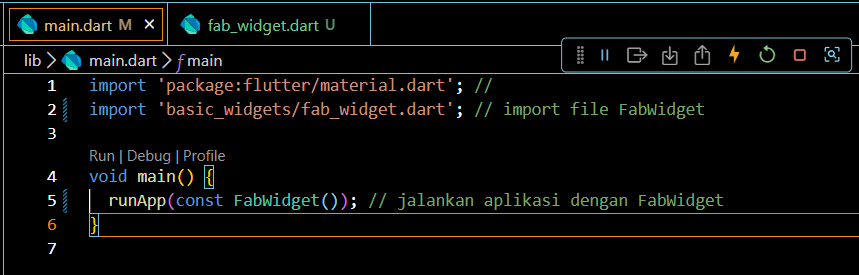 main.dart M fab_widget.dart U
lib > main.dart > main
1 import 'package:flutter/material.dart'; //
2 import 'basic_widgets/fab_widget.dart'; // import file FabWidget
3
Run | Debug | Profile
4 void main() {
5 runApp(const FabWidget()); // jalankan aplikasi dengan FabWidget
6 }
7